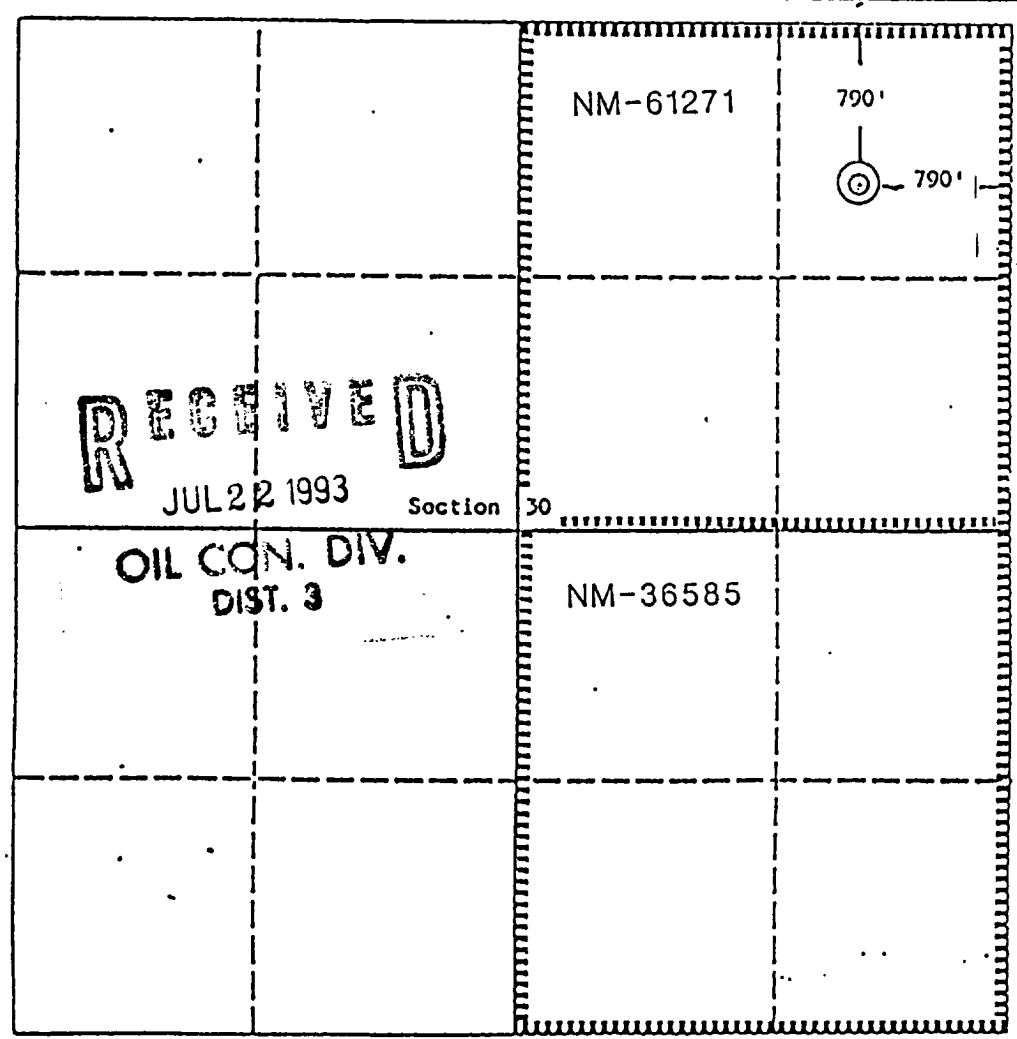 NM-61271
790'
790'
RECEIVED
JUL 22 1993
Section 30
OIL CON. DIV.
DIST. 3
NM-36585